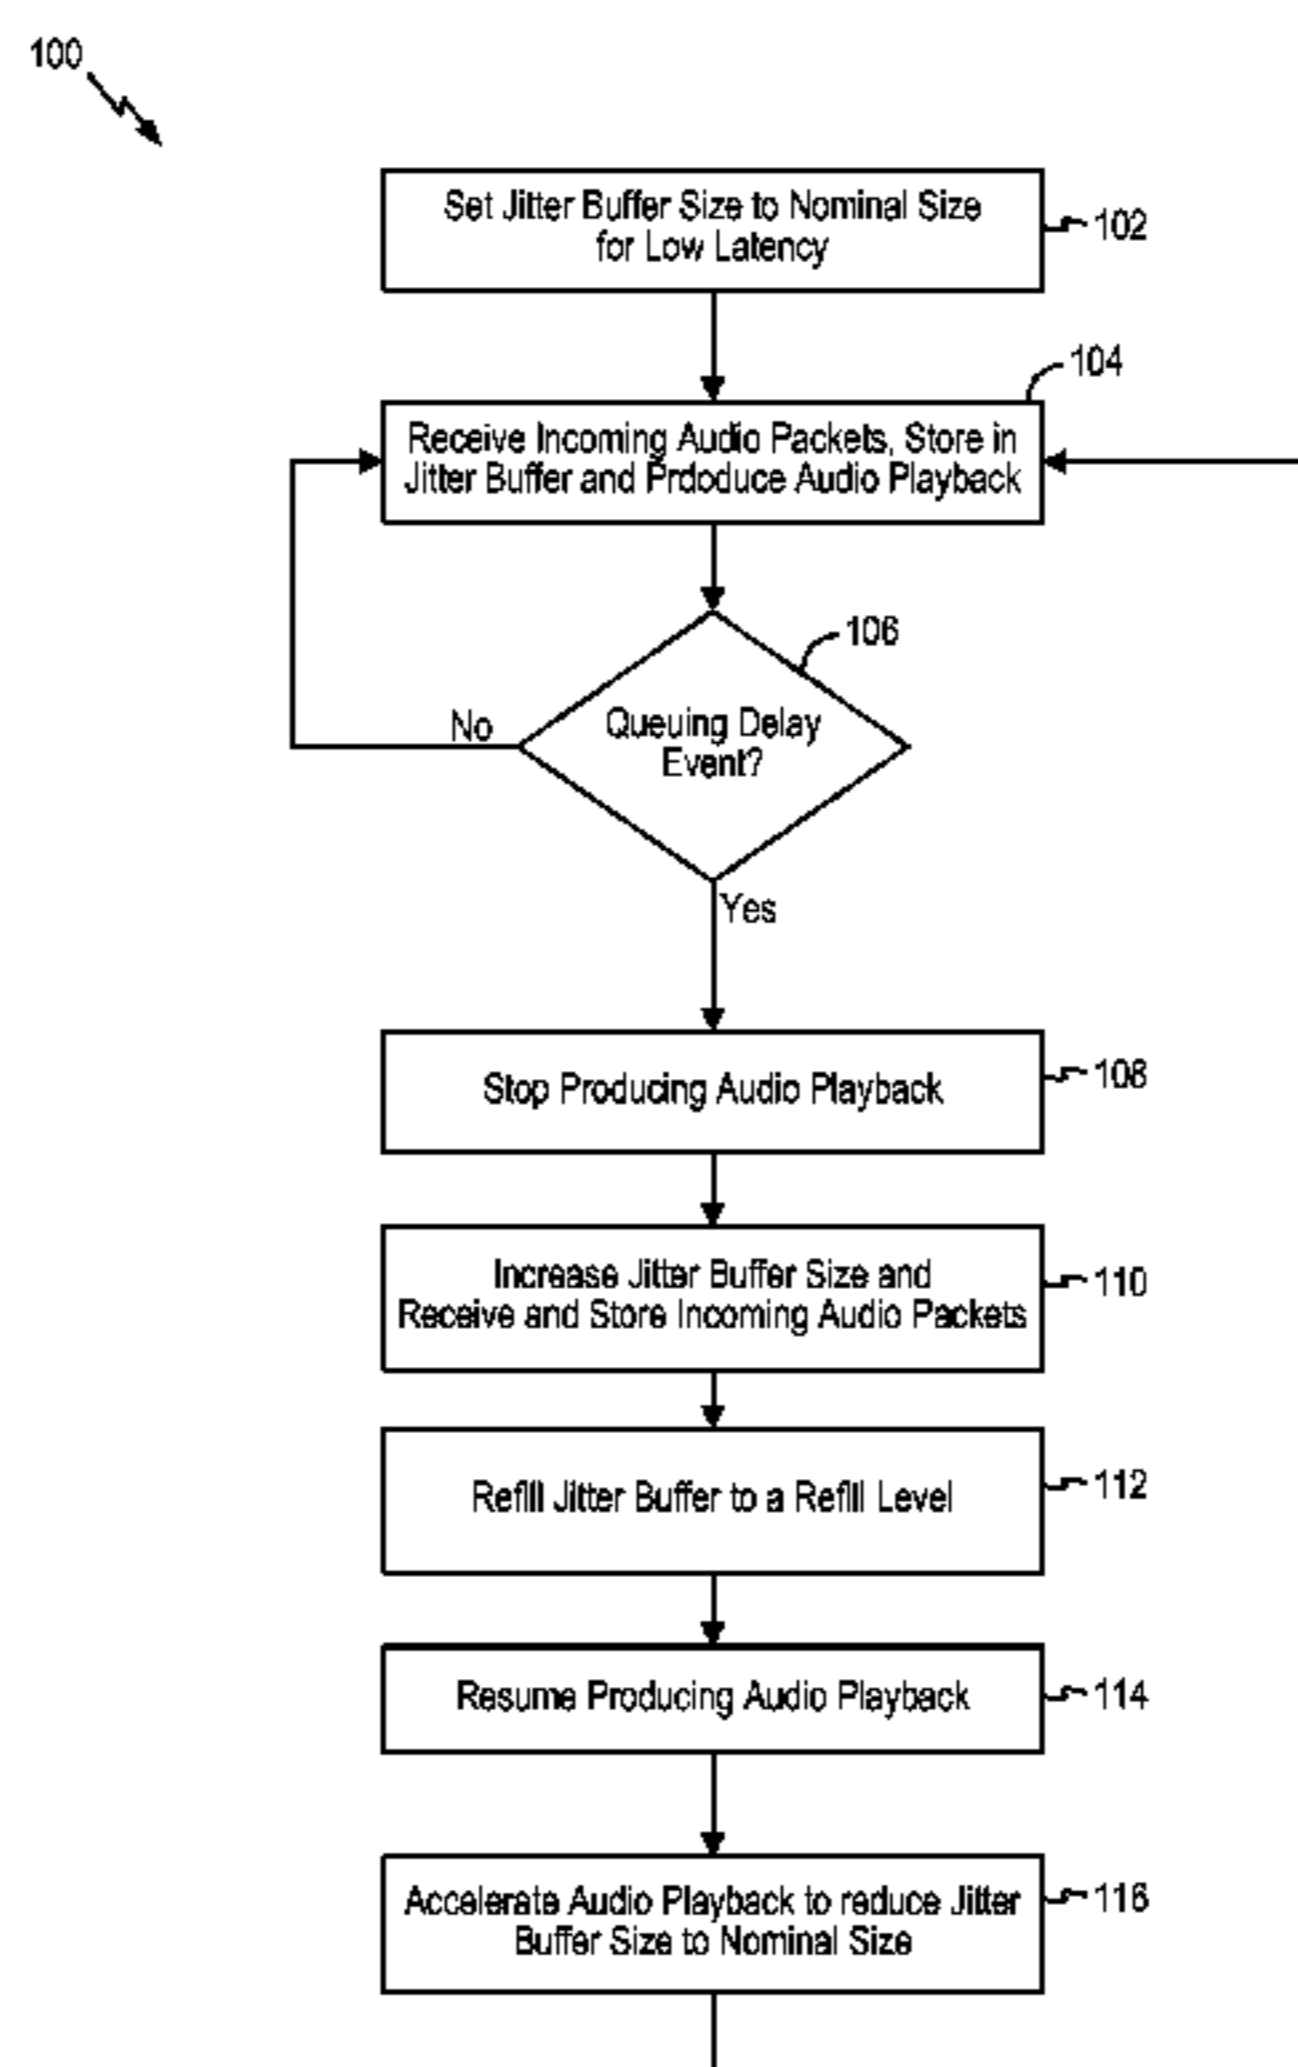 100
Set Jitter Buffer Size to Nominal Size
for Low Latency
102
104
Receive Incoming Audio Packets, Store in
Jitter Buffer and Prdoduce Audio Playback
106
Queuing Delay
Event?
No
Yes
Stop Producing Audio Playback
108
Increase Jitter Buffer Size and
Receive and Store Incoming Audio Packets
110
Refill Jitter Buffer to a Refill Level
112
Resume Producing Audio Playback
114
Accelerate Audio Playback to reduce Jitter
Buffer Size to Nominal Size
116